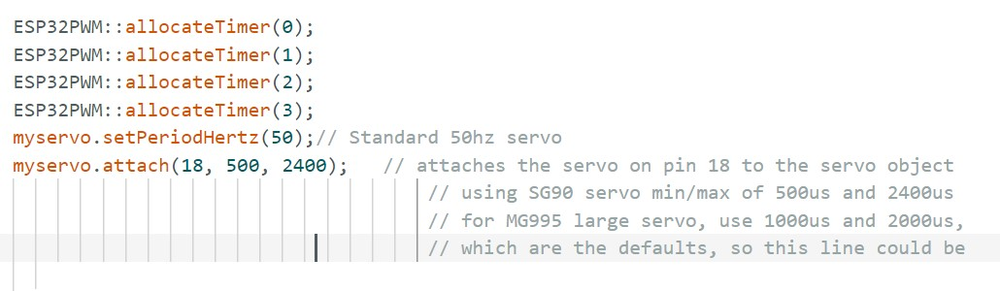 ESP32PWM::allocateTimer(0);
ESP32PWM::allocateTimer(1);
ESP32PWM::allocateTimer(2);
ESP32PWM::allocateTimer(3);
myservo.setPeriodHertz(50);// Standard 50hz servo
myservo.attach(18, 500, 2400);   // attaches the servo on pin 18 to the servo object
// using SG90 servo min/max of 500us and 2400us
// for MG995 large servo, use 1000us and 2000us,
// which are the defaults, so this line could be